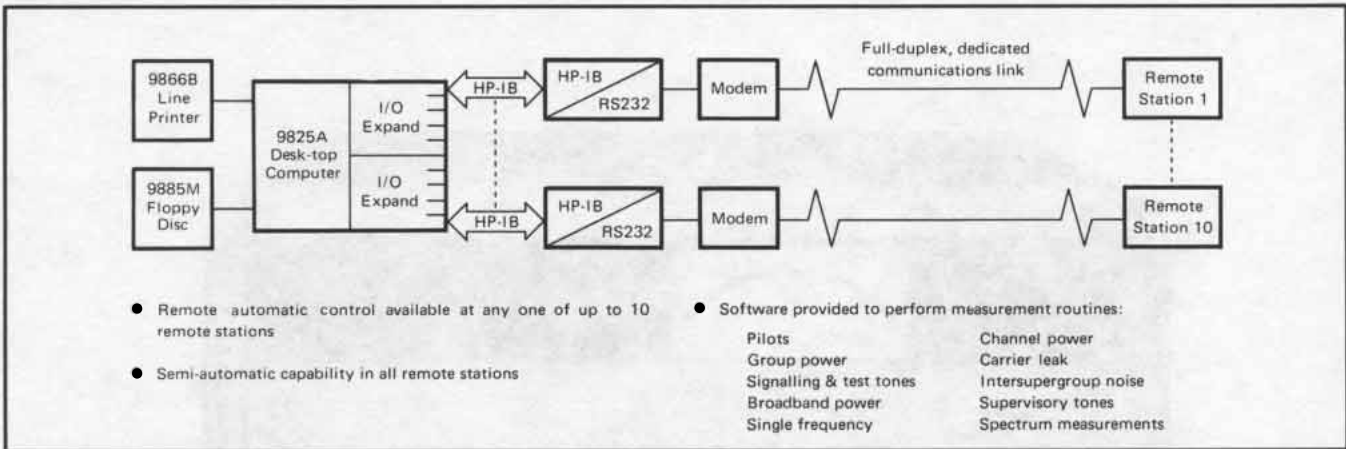 9866B
Line
Printer
9885M
Floppy
Disc
9825A
Desk-top
Computer
I/O
Expand
I/O
Expand
HP-IB
HP-IB
HP-IB
RS232
HP-IB
RS232
Modem
Modem
Full-duplex, dedicated
communications link
Remote
Station 1
Remote
Station 10
● Remote automatic control available at any one of up to 10
remote stations
● Semi-automatic capability in all remote stations
● Software provided to perform measurement routines:
Pilots
Group power
Signalling & test tones
Broadband power
Single frequency
Channel power
Carrier leak
Intersupergroup noise
Supervisory tones
Spectrum measurements